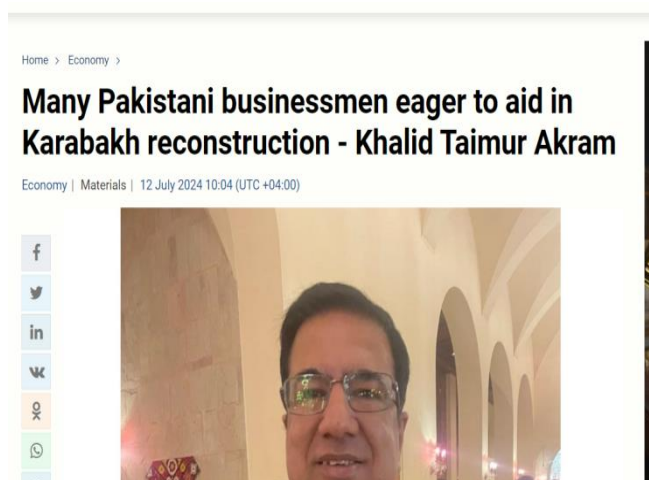 Home > Economy >
Many Pakistani businessmen eager to aid in
Karabakh reconstruction - Khalid Taimur Akram
Economy | Materials | 12 July 2024 10:04 (UTC +04:00)